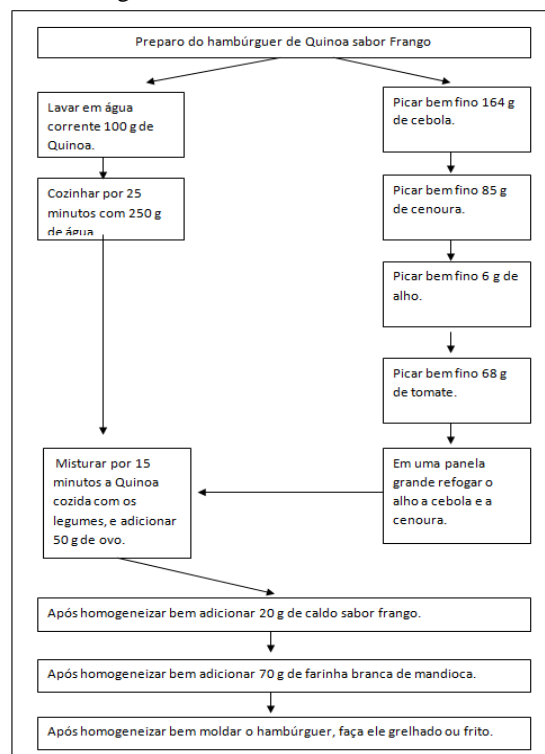 Preparo do hambúrguer de Quinoa sabor Frango
Lavar em água
corrente 100 g de
Quinoa.
Cozinhar por 25
minutos com 250 g
de água
Picar bem fino 164 g
de cebola.
Picar bem fino 85 g
de cenoura.
Picar bem fino 6 g de
alho.
Picar bem fino 68 g
de tomate.
Em uma panela
grande refogar o
alho a cebola e a
cenoura.
Misturar por 15
minutos a Quinoa
cozida com os
legumes, e adicionar
50 g de ovo.
Após homogeneizar bem adicionar 20 g de caldo sabor frango.
Após homogeneizar bem adicionar 70 g de farinha branca de mandioca.
Após homogeneizar bem moldar o hambúrguer, faça ele grelhado ou frito.